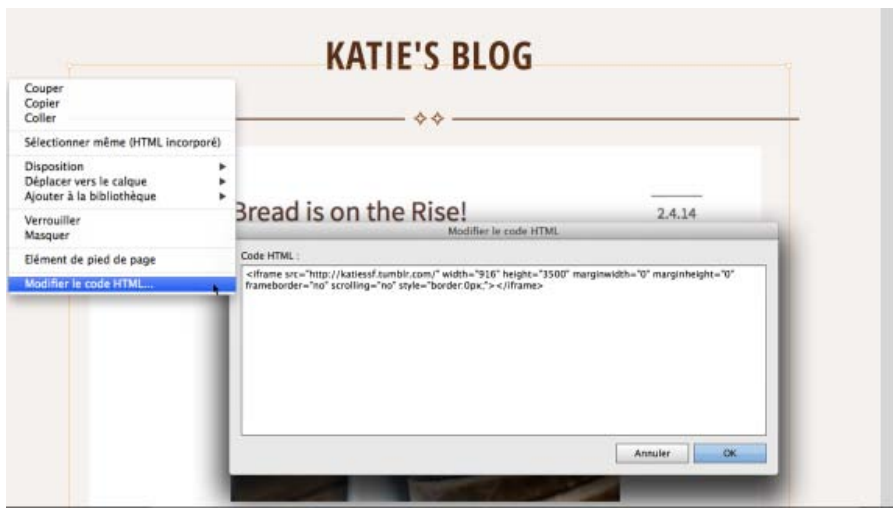 KATIE'S BLOG
Couper
Copier
Coller
Sélectionner même (HTML incorporé)
Disposition
Déplacer vers le calque
Ajouter à la bibliothèque
Verrouiller
Masquer
Elément de pied de page
Modifier le code HTML...
Bread is on the Rise!
2.4.14
Modifier le code HTML
Code HTML :
<iframe src="http://katiessf.tumblr.com/" width="916" height="3500" marginwidth="0" marginheight="0"
frameborder="no" scrolling="no" style="border:0px;"></iframe>
Annuler
OK